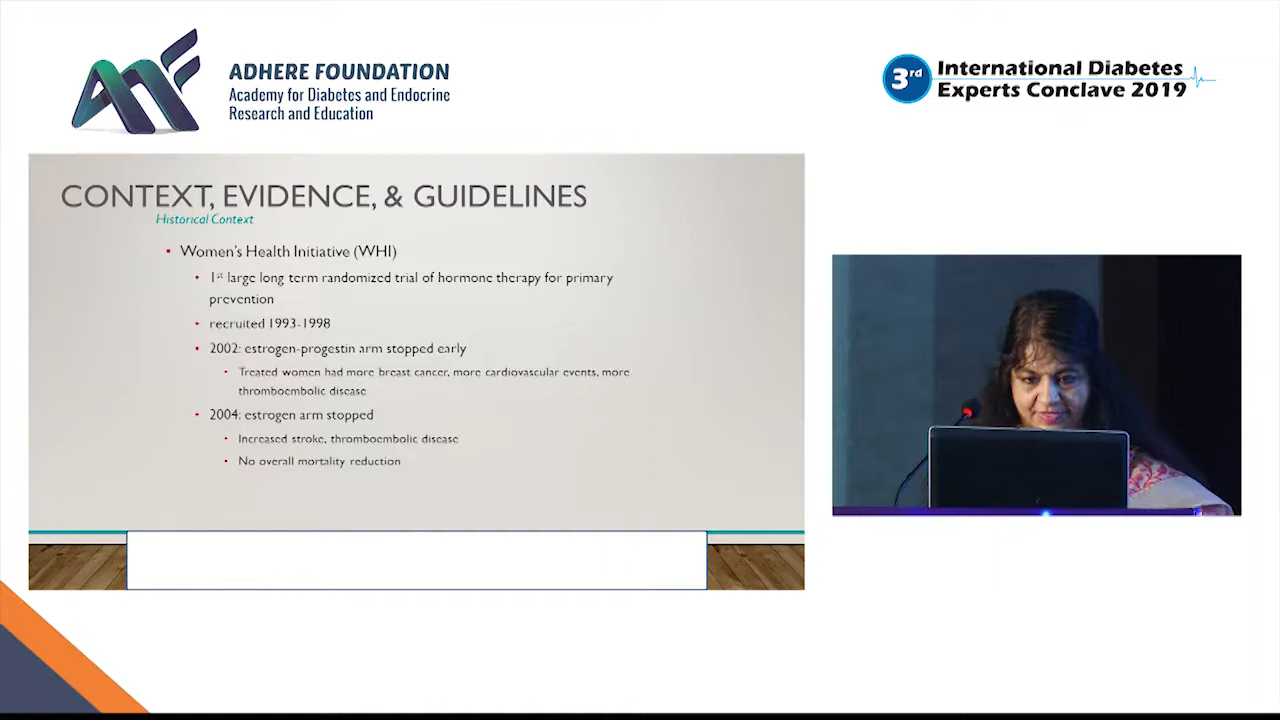 ADHERE FOUNDATION
Academy for Diabetes and Endocrine
Research and Education
3rd
International Diabetes
Experts Conclave 2019
CONTEXT, EVIDENCE, & GUIDELINES
Historical Context
• Women's Health Initiative (WHI)
• 1st large long term randomized trial of hormone therapy for primary
prevention
• recruited 1993-1998
• 2002: estrogen-progestin arm stopped early
• Treated women had more breast cancer, more cardiovascular events, more
thromboembolic disease
• 2004: estrogen arm stopped
• Increased stroke, thromboembolic disease
• No overall mortality reduction